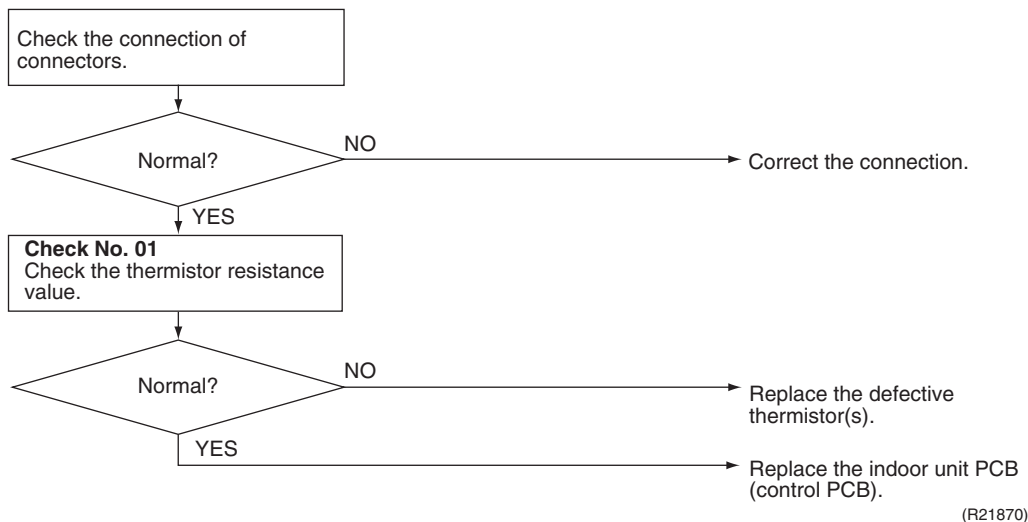 Check the connection of
connectors.
Normal?
NO
Correct the connection.
YES
Check No. 01
Check the thermistor resistance
value.
Normal?
NO
Replace the defective
thermistor(s).
YES
Replace the indoor unit PCB
(control PCB).
(R21870)